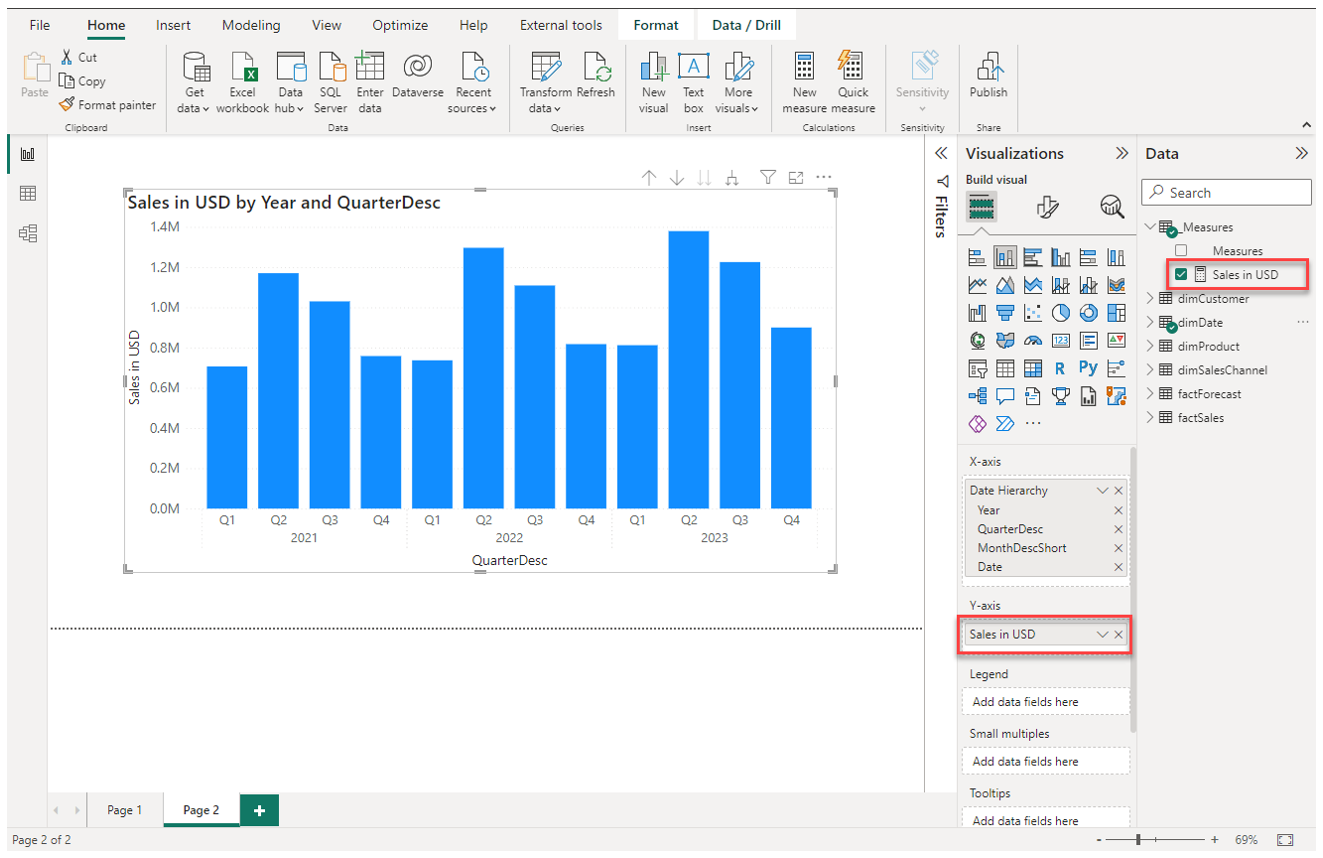 File Home Insert Modeling View Optimize Help External tools Format Data / Drill
Paste
Cut
Copy
Format painter
Clipboard
Get data
Excel workbook
Data hub
SQL Server
Enter data
Dataverse
Recent sources
Data
Transform data
Refresh
Queries
New visual
Text box
More visuals
Insert
New measure
Quick measure
Calculations
Sensitivity
Sensitivity
Publish
Share
Sales in USD by Year and QuarterDesc
Sales in USD
1.4M
1.2M
1.0M
0.8M
0.6M
0.4M
0.2M
0.0M
Q1 Q2 Q3 Q4 Q1 Q2 Q3 Q4 Q1 Q2 Q3 Q4
2021 2022 2023
QuarterDesc
Filters
Visualizations
Build visual
123
R
Py
X-axis
Date Hierarchy
Year
QuarterDesc
MonthDescShort
Date
Y-axis
Sales in USD
Legend
Add data fields here
Small multiples
Add data fields here
Tooltips
Add data fields here
Data
Search
_Measures
Measures
Sales in USD
dimCustomer
dimDate
dimProduct
dimSalesChannel
factForecast
factSales
Page 1
Page 2
Page 2 of 2
69%